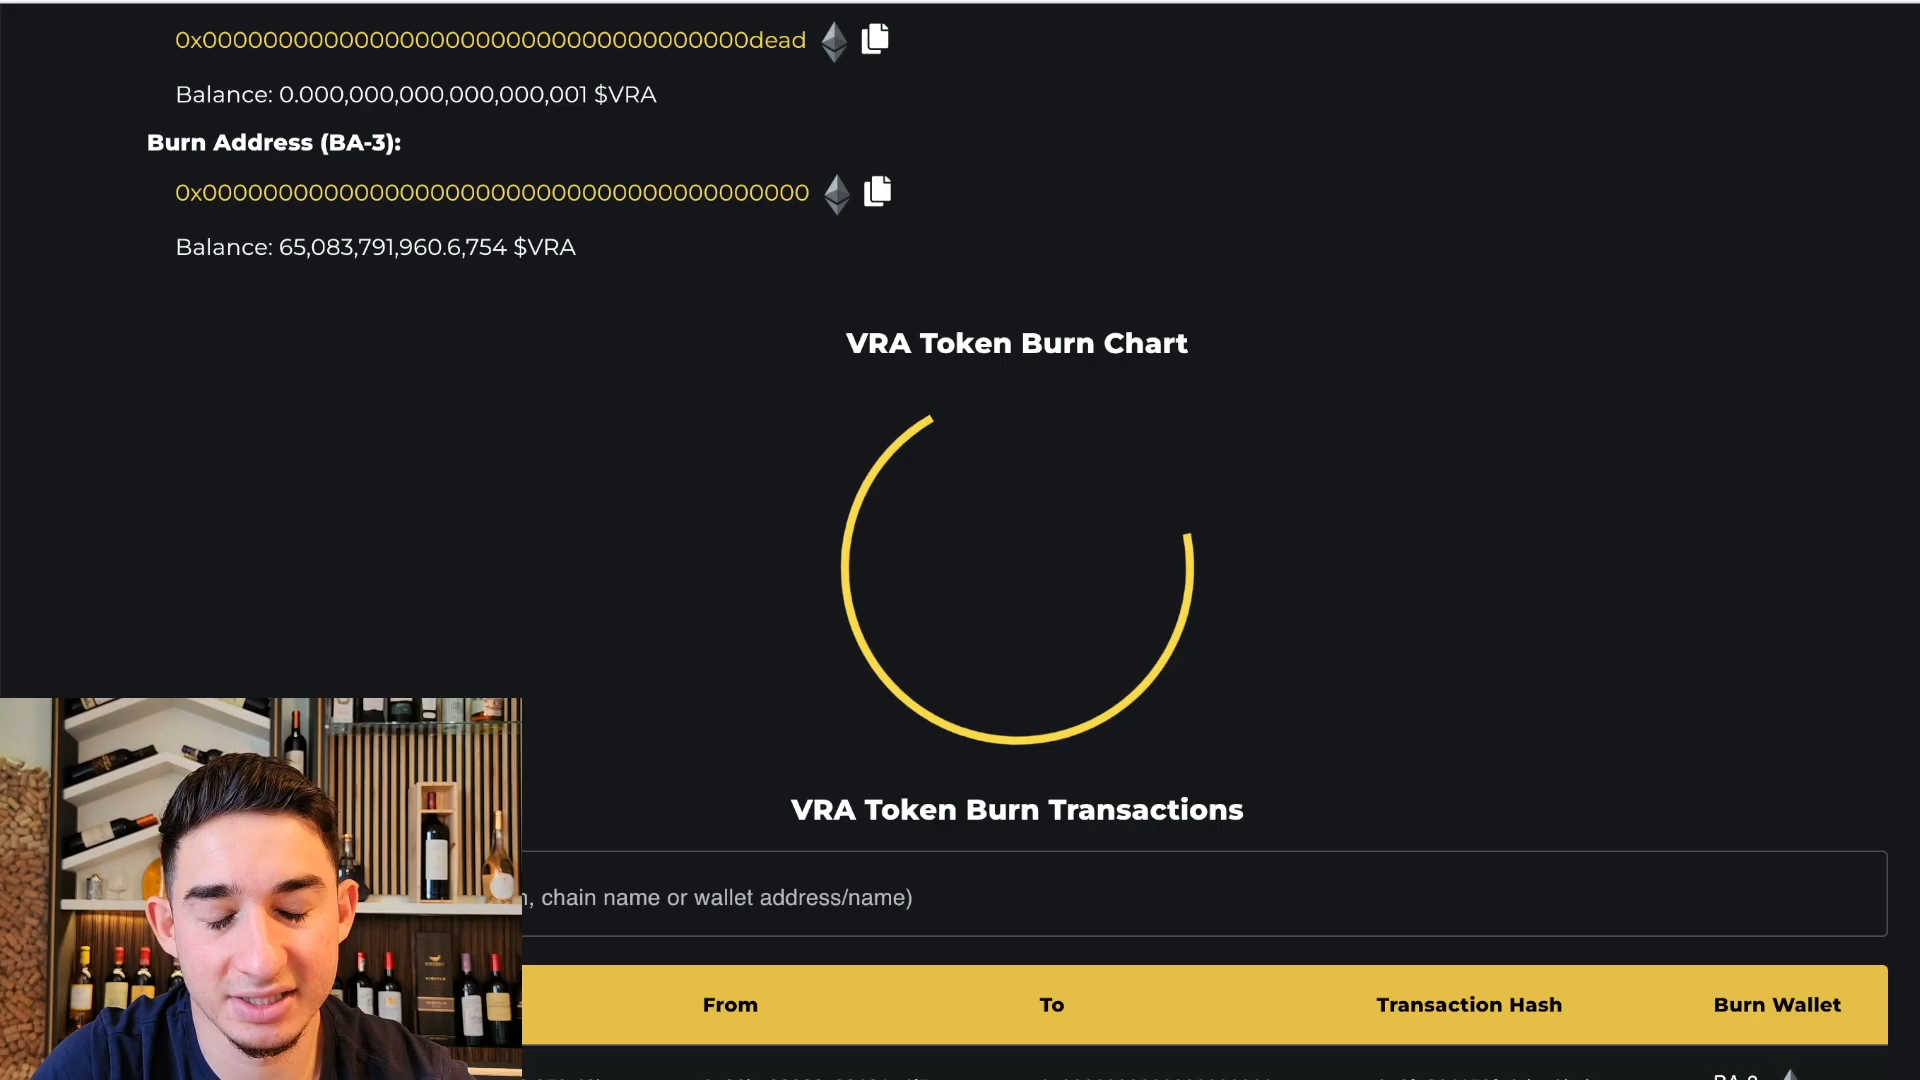 0x000000000000000000000000000000000000dead
Balance: 0.000,000,000,000,000,001 $VRA
Burn Address (BA-3):
0x0000000000000000000000000000000000000000
Balance: 65,083,791,960.6,754 $VRA
VRA Token Burn Chart
VRA Token Burn Transactions
chain name or wallet address/name)
From To Transaction Hash Burn Wallet